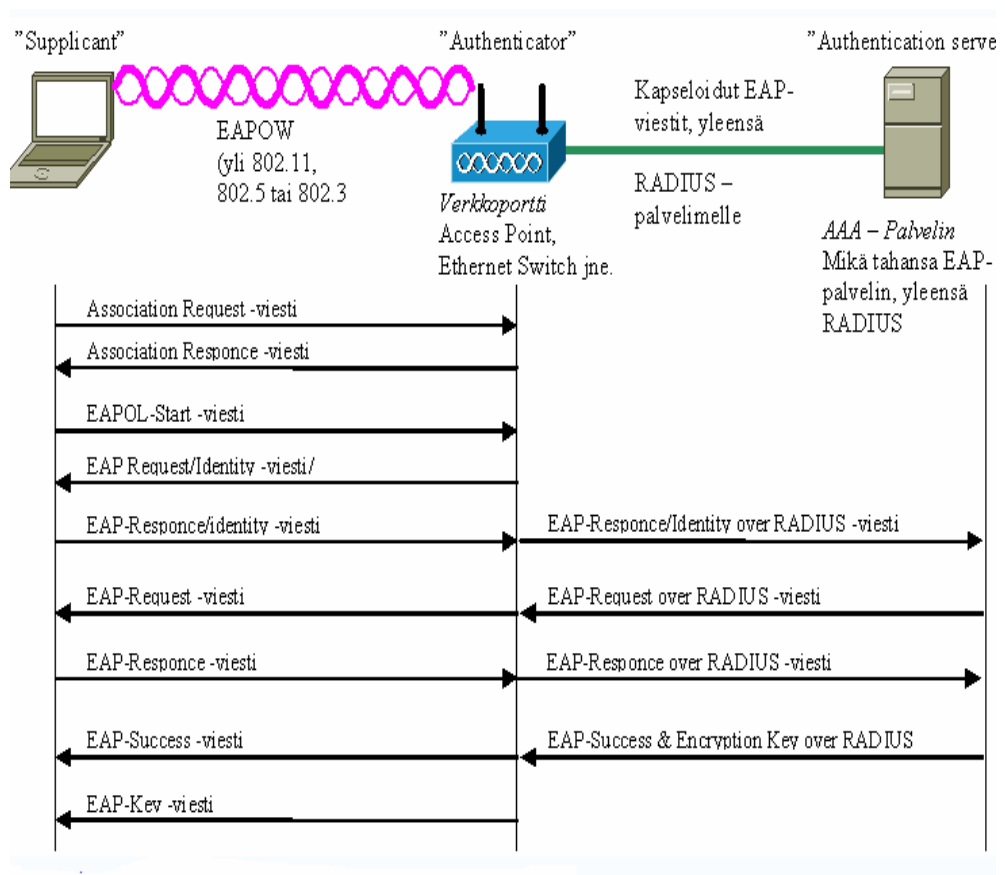 "Supplicant"
"Authenticator"
"Authentication serve
EAPOW
(yli 802.11,
802.5 tai 802.3
Kapseloidut EAP-
viestit, yleensä
RADIUS –
palvelimelle
Verkkoportti
Access Point,
Ethernet Switch jne.
AAA – Palvelin
Mikä tahansa EAP-
palvelin, yleensä
RADIUS
Association Request -viesti
Association Responce -viesti
EAPOL-Start -viesti
EAP Request/Identity -viesti/
EAP-Responce/identity -viesti
EAP-Responce/Identity over RADIUS -viesti
EAP-Request -viesti
EAP-Request over RADIUS -viesti
EAP-Responce -viesti
EAP-Responce over RADIUS -viesti
EAP-Success -viesti
EAP-Success & Encryption Key over RADIUS
EAP-Key -viesti